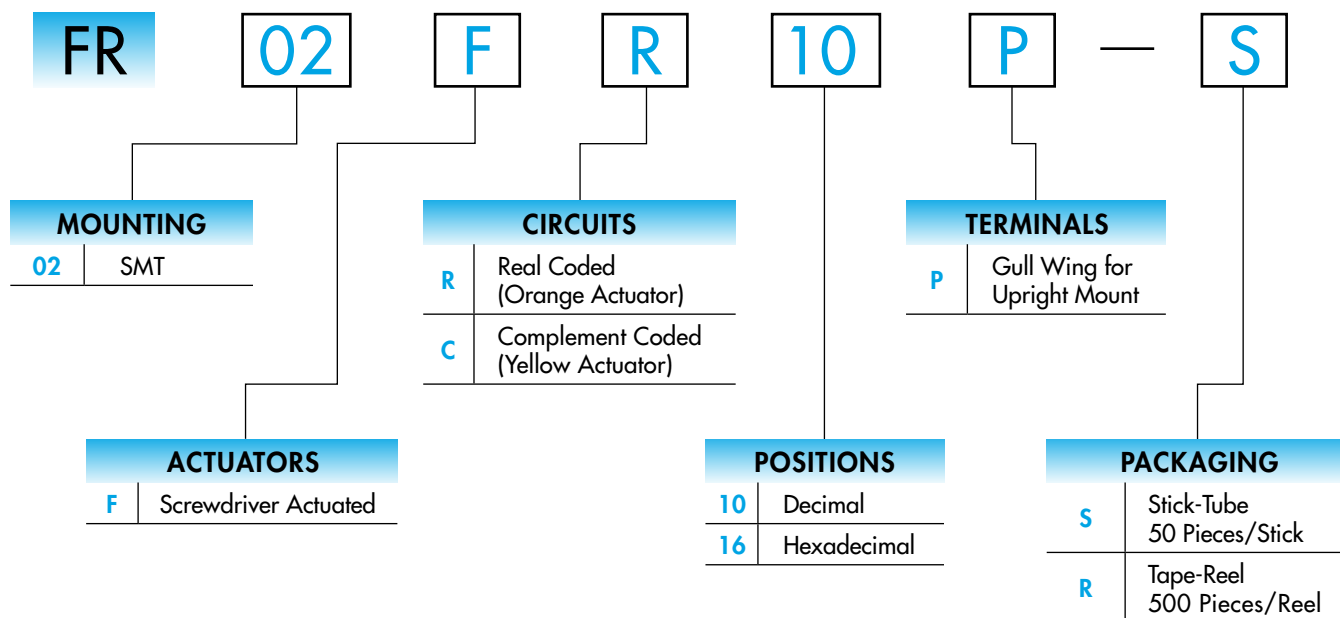 FR 02 F R 10 P — S
MOUNTING
02 SMT
CIRCUITS
R Real Coded
(Orange Actuator)
C Complement Coded
(Yellow Actuator)
TERMINALS
P Gull Wing for
Upright Mount
ACTUATORS
F Screwdriver Actuated
POSITIONS
10 Decimal
16 Hexadecimal
PACKAGING
S Stick-Tube
50 Pieces/Stick
R Tape-Reel
500 Pieces/Reel